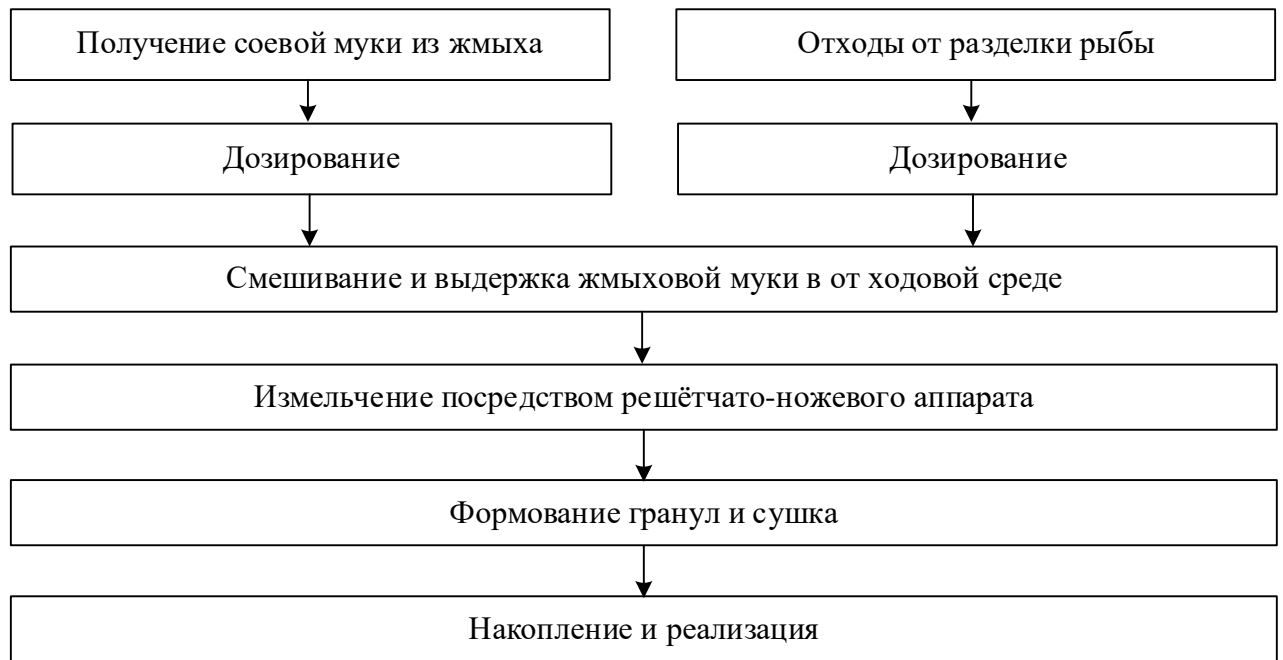 Получение соевой муки из жмыха
Отходы от разделки рыбы
Дозирование
Дозирование
Смешивание и выдержка жмыховой муки в от ходовой среде
Измельчение посредством решётчато-ножевого аппарата
Формование гранул и сушка
Накопление и реализация